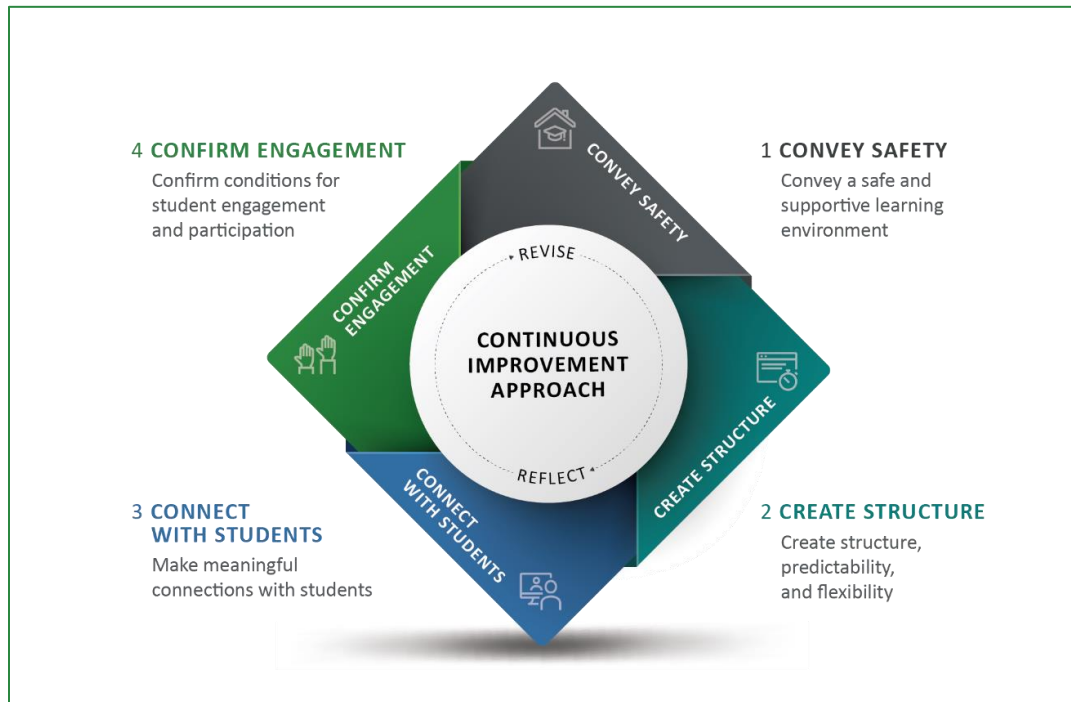 4 CONFIRM ENGAGEMENT
Confirm conditions for
student engagement
and participation
1 CONVEY SAFETY
Convey a safe and
supportive learning
environment
CONVEY SAFETY
CONFIRM
ENGAGEMENT
REVISE
CONTINUOUS
IMPROVEMENT
APPROACH
REFLECT
CREATE STRUCTURE
CONNECT
WITH STUDENTS
3 CONNECT
WITH STUDENTS
Make meaningful
connections with students
2 CREATE STRUCTURE
Create structure,
predictability,
and flexibility